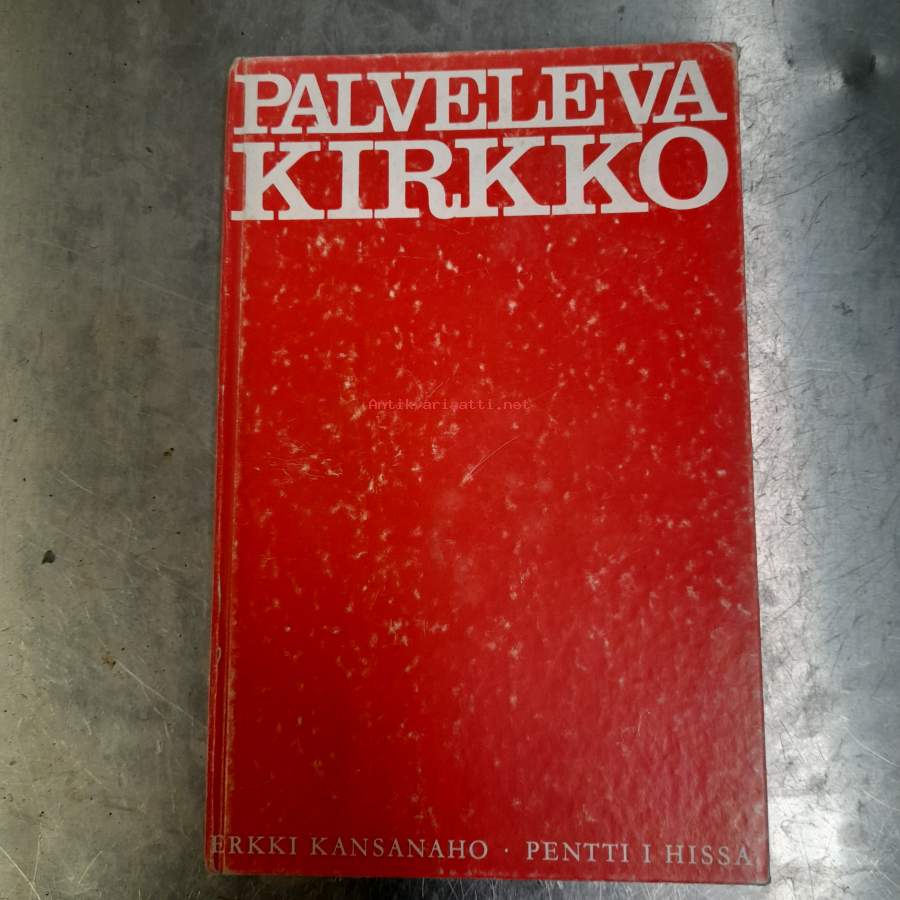 PALVELEVA
KIRKKO
Antikvariaatti.net
ERKKI KANSANAHO · PENTTI I HISSA